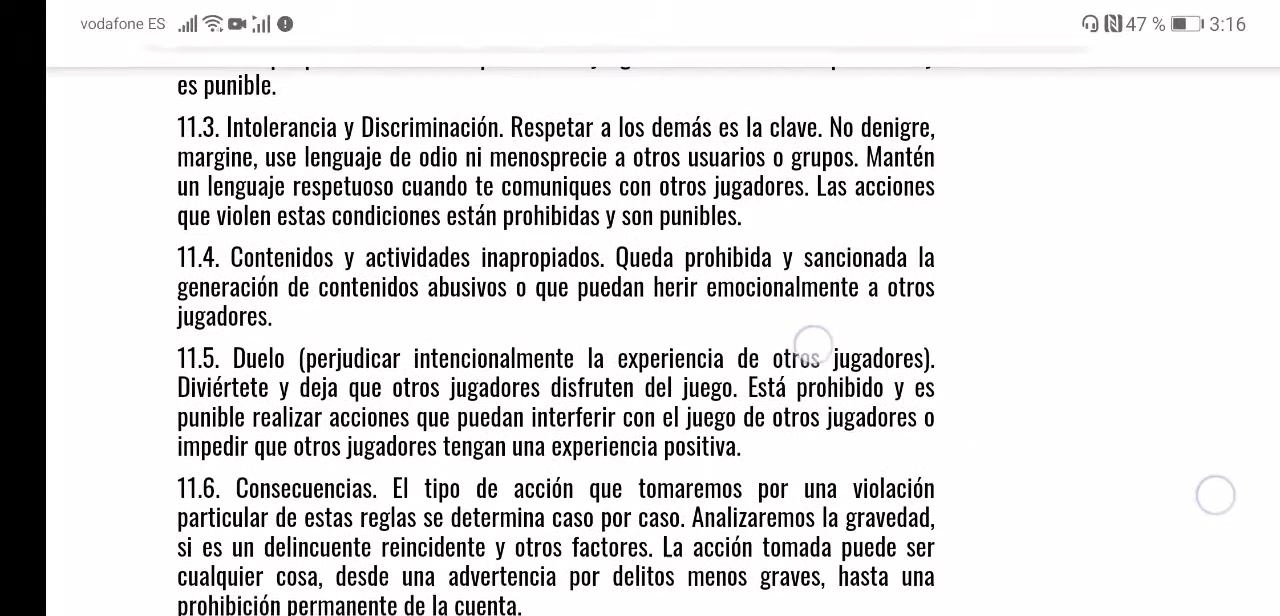 vodafone ES
47 % 3:16
es punible.
11.3. Intolerancia y Discriminación. Respetar a los demás es la clave. No denigre,
margine, use lenguaje de odio ni menosprecie a otros usuarios o grupos. Mantén
un lenguaje respetuoso cuando te comuniques con otros jugadores. Las acciones
que violen estas condiciones están prohibidas y son punibles.
11.4. Contenidos y actividades inapropiados. Queda prohibida y sancionada la
generación de contenidos abusivos o que puedan herir emocionalmente a otros
jugadores.
11.5. Duelo (perjudicar intencionalmente la experiencia de otros jugadores).
Diviértete y deja que otros jugadores disfruten del juego. Está prohibido y es
punible realizar acciones que puedan interferir con el juego de otros jugadores o
impedir que otros jugadores tengan una experiencia positiva.
11.6. Consecuencias. El tipo de acción que tomaremos por una violación
particular de estas reglas se determina caso por caso. Analizaremos la gravedad,
si es un delincuente reincidente y otros factores. La acción tomada puede ser
cualquier cosa, desde una advertencia por delitos menos graves, hasta una
prohibición permanente de la cuenta.